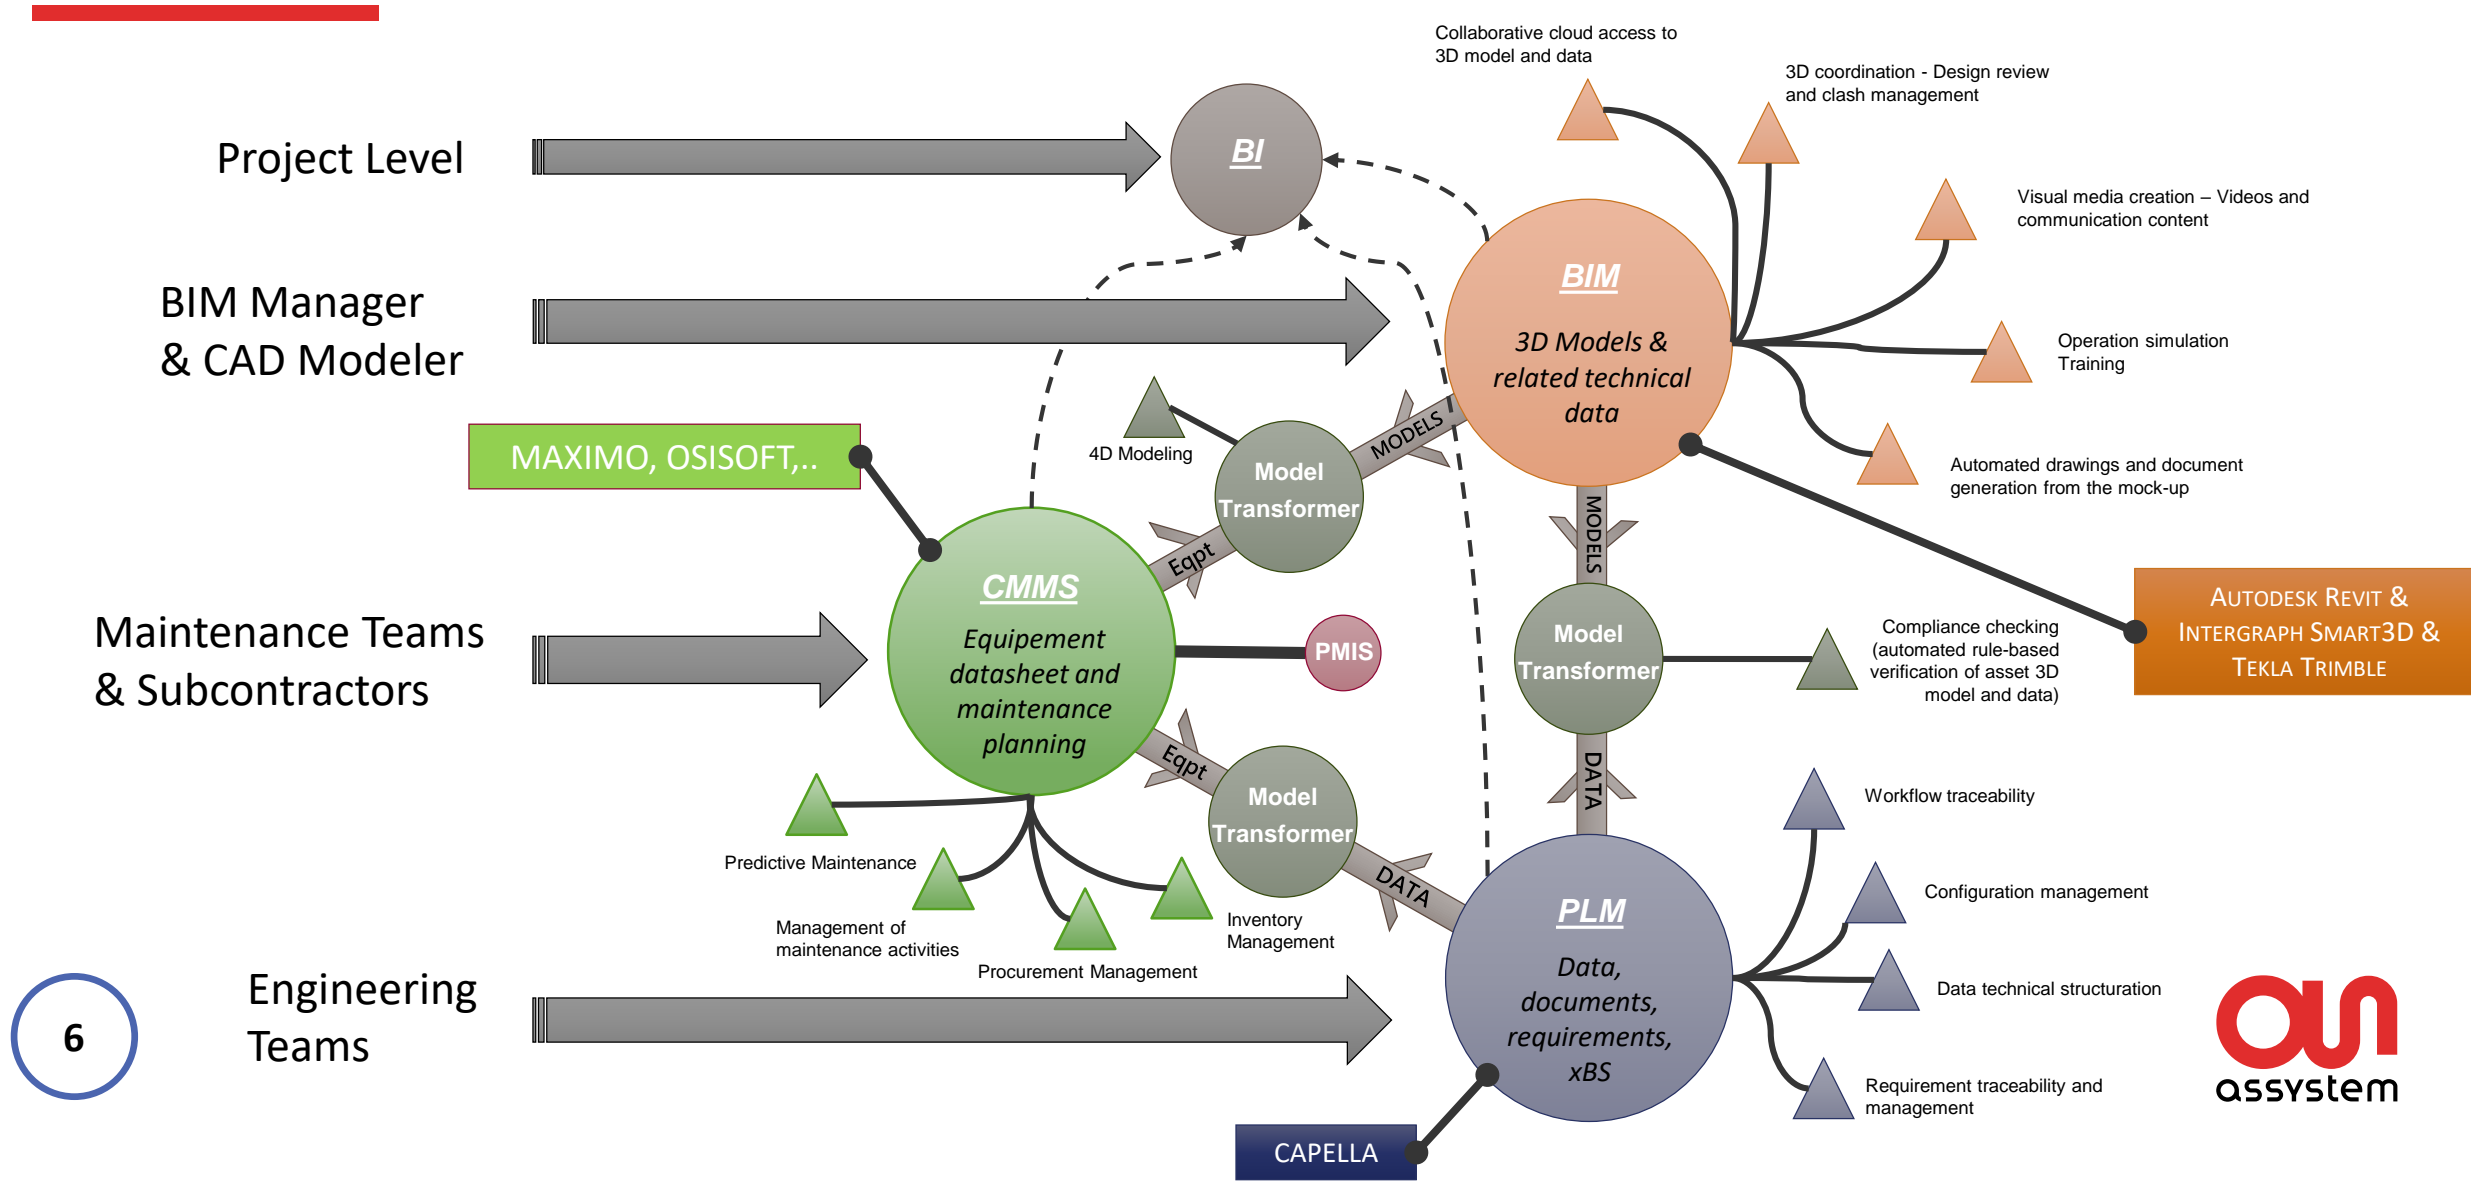 Collaborative cloud access to
3D model and data
3D coordination - Design review
and clash management
Project Level
BI
Visual media creation – Videos and
communication content
BIM Manager
& CAD Modeler
BIM
3D Models &
related technical
data
Operation simulation
Training
MAXIMO, OSISOFT,..
4D Modeling
Model
Transformer
MODELS
Eqpt
Automated drawings and document
generation from the mock-up
MODELS
CMMS
Equipement
datasheet and
maintenance
planning
PMIS
Model
Transformer
Compliance checking
(automated rule-based
verification of asset 3D
model and data)
AUTODESK REVIT &
INTERGRAPH SMART3D &
TEKLA TRIMBLE
Maintenance Teams
& Subcontractors
Eqpt
Model
Transformer
DATA
DATA
Predictive Maintenance
Management of
maintenance activities
Procurement Management
Inventory
Management
PLM
Data,
documents,
requirements,
xBS
Workflow traceability
Configuration management
Data technical structuration
Requirement traceability and
management
Engineering
Teams
6
CAPELLA
assystem